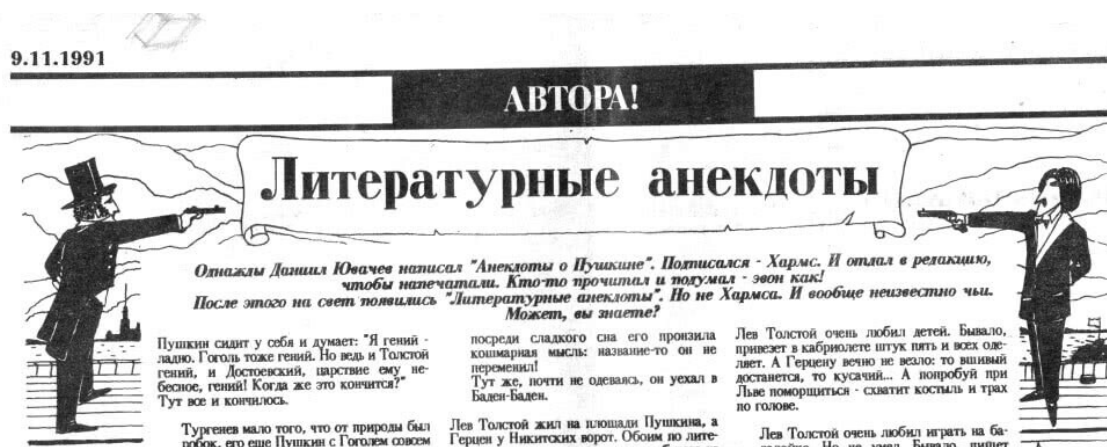 9.11.1991
АВТОРА!
Литературные анекдоты
Однажды Даниил Ювачев написал "Анекдоты о Пушкине". Подписался - Хармс. И отдал в редакцию,
чтобы напечатали. Кто-то прочитал и подумал - эвон как!
После этого на свет появились "Литературные анекдоты". Но не Хармса. И вообще неизвестно чьи.
Может, вы знаете?
Пушкин сидит у себя и думает: "Я гений -
ладно. Гоголь тоже гений. Но ведь и Толстой
гений, и Достоевский, царствие ему не-
бесное, гений! Когда же это кончится?"
Тут все и кончилось.
Тургенев мало того, что от природы был
робок, его еще Пушкин с Гоголем совсем
посреди сладкого сна его пронзила
кошмарная мысль: название-то он не
переменил!
Тут же, почти не одеваясь, он уехал в
Баден-Баден.
Лев Толстой жил на площади Пушкина, а
Герцен у Никитских ворот. Обоим по лите-
Лев Толстой очень любил детей. Бывало,
привезет в кабриолете штук пять и всех оде-
ляет. А Герцену вечно не везло: то вшивый
достанется, то кусачий... А попробуй при
Льве поморщиться - схватит костыль и трах
по голове.
Лев Толстой очень любил играть на ба-
лалайке. Но не умел. Бывало, пишет